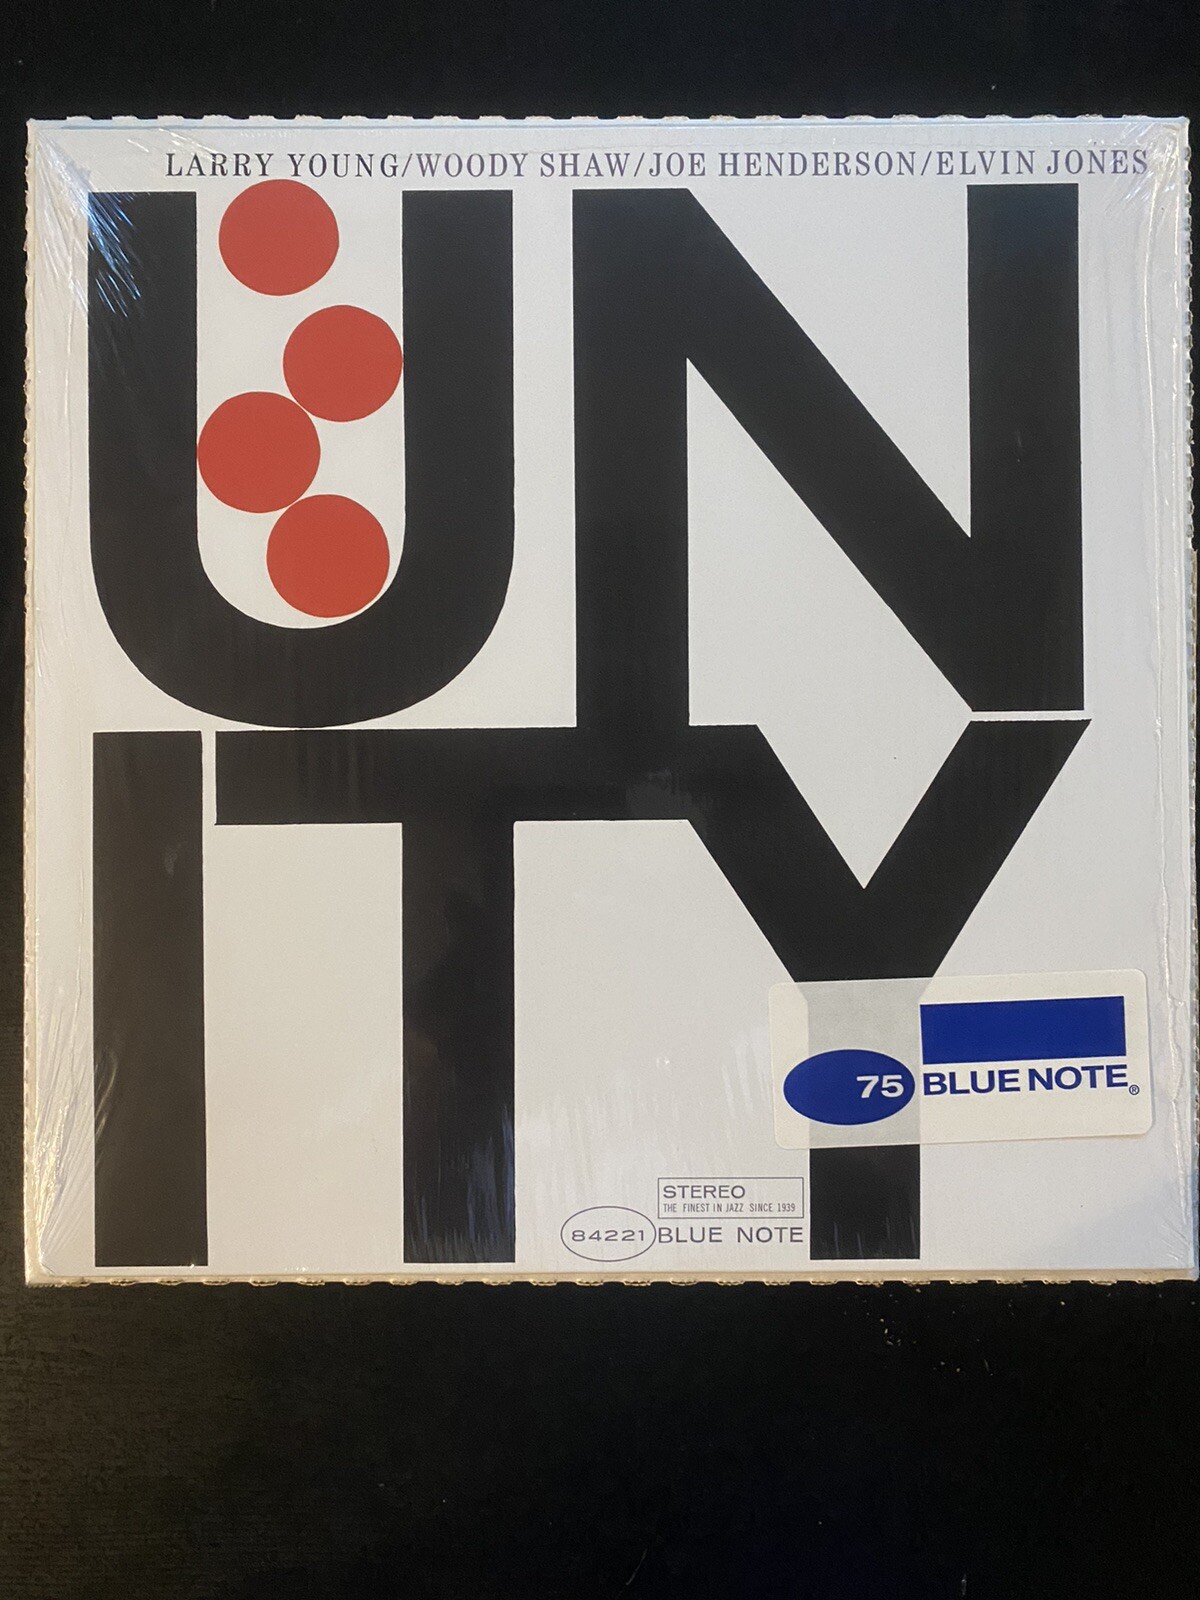 LARRY YOUNG/WOODY SHAW/JOE HENDERSON/ELVIN JONES
UN
ITY
75 BLUE NOTE®
STEREO
THE FINEST IN JAZZ SINCE 1939
84221 BLUE NOTE